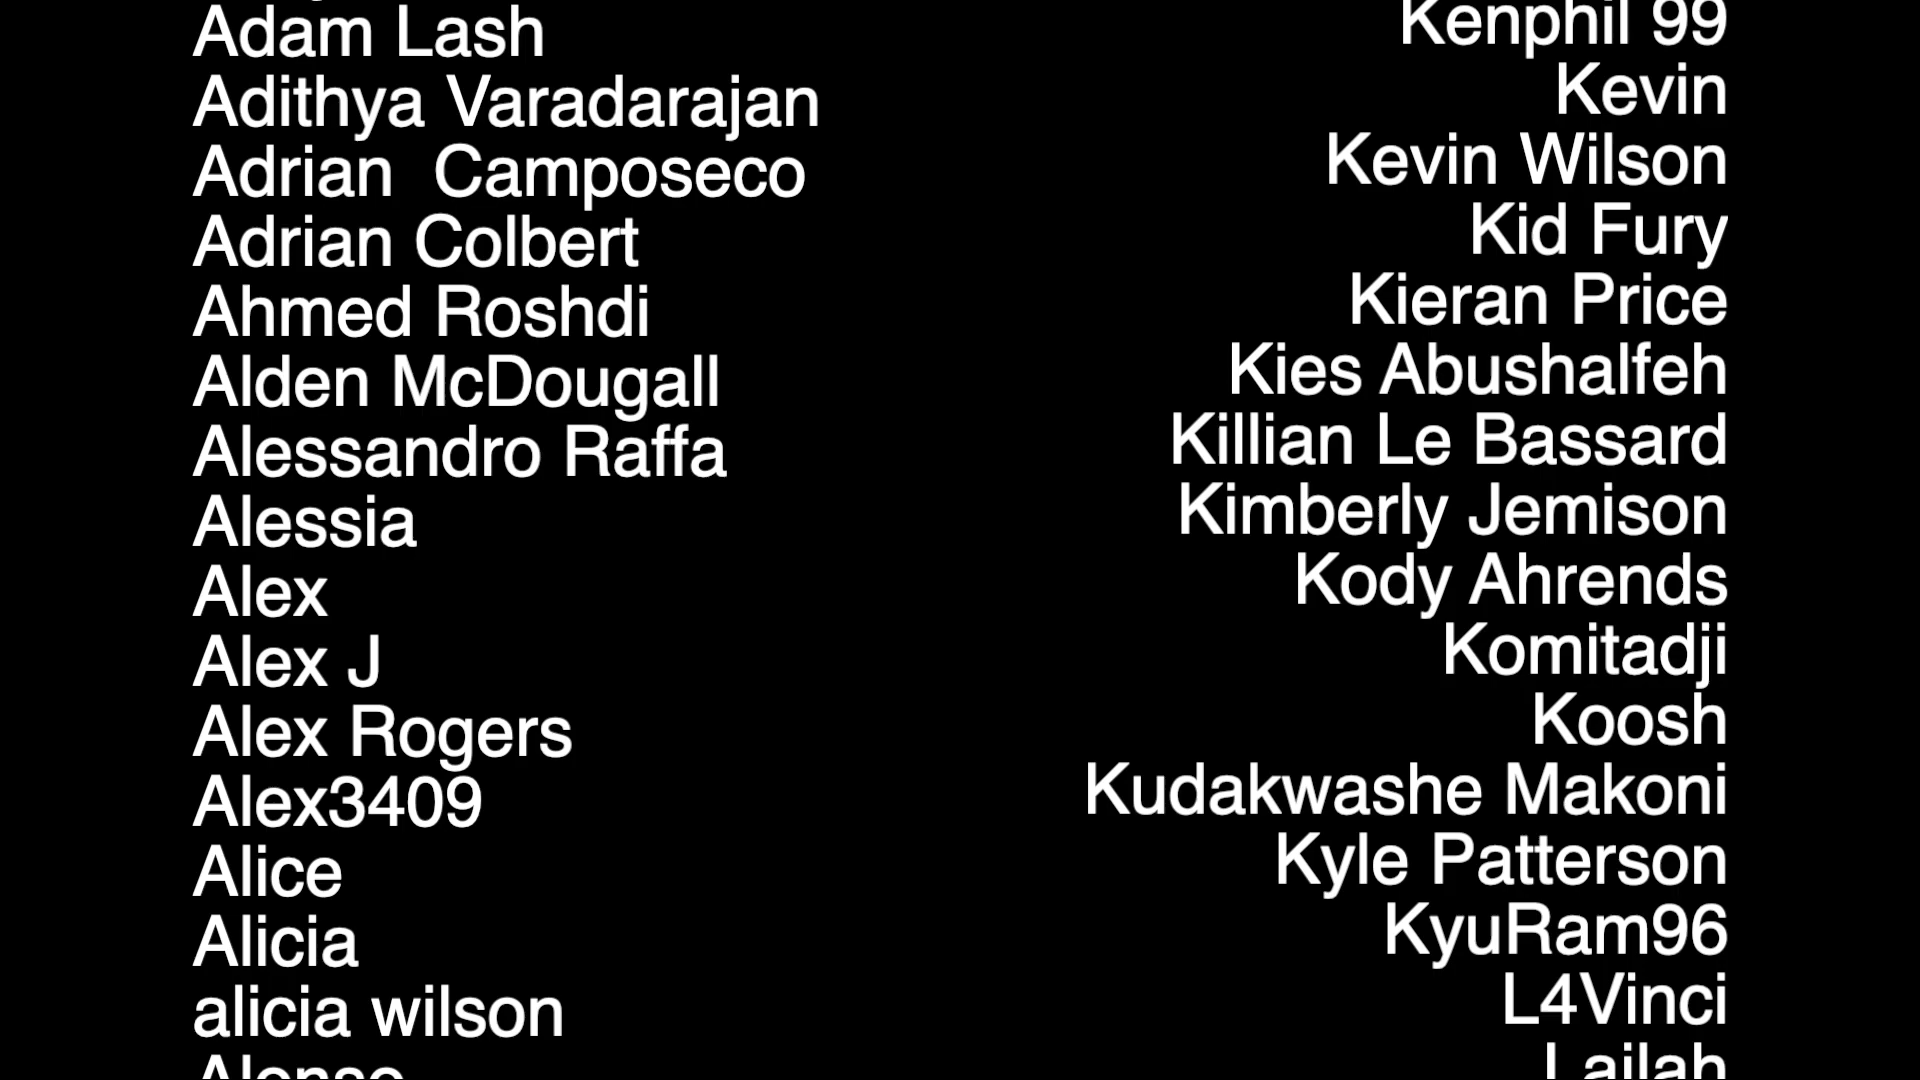 Adam Lash
Adithya Varadarajan
Adrian  Camposeco
Adrian Colbert
Ahmed Roshdi
Alden McDougall
Alessandro Raffa
Alessia
Alex
Alex J
Alex Rogers
Alex3409
Alice
Alicia
alicia wilson
Alonso
Kenphil 99
Kevin
Kevin Wilson
Kid Fury
Kieran Price
Kies Abushalfeh
Killian Le Bassard
Kimberly Jemison
Kody Ahrends
Komitadji
Koosh
Kudakwashe Makoni
Kyle Patterson
KyuRam96
L4Vinci
Lailah